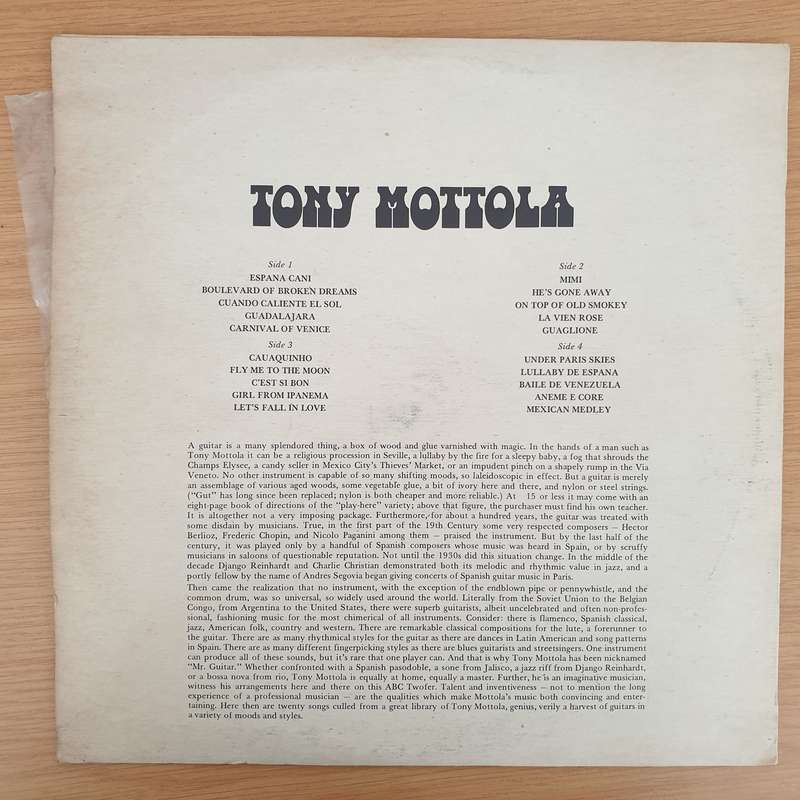 TONY MOTTOLA
Side 1
ESPANA CANI
BOULEVARD OF BROKEN DREAMS
CUANDO CALIENTE EL SOL
GUADALAJARA
CARNIVAL OF VENICE
Side 2
MIMI
HE'S GONE AWAY
ON TOP OF OLD SMOKEY
LA VIEN ROSE
GUAGLIONE
Side 3
CAUAQUINHO
FLY ME TO THE MOON
C'EST SI BON
GIRL FROM IPANEMA
LET'S FALL IN LOVE
Side 4
UNDER PARIS SKIES
LULLABY DE ESPANA
BAILE DE VENEZUELA
ANEME E CORE
MEXICAN MEDLEY
A guitar is a many splendored thing, a box of wood and glue varnished with magic. In the hands of a man such as
Tony Mottola it can be a religious procession in Seville, a lullaby by the fire for a sleepy baby, a fog that shrouds the
Champs Elysee, a candy seller in Mexico City's Thieves' Market, or an impudent pinch on a shapely rump in the Via
Veneto. No other instrument is capable of so many shifting moods, so laleidoscopic in effect. But a guitar is merely
an assemblage of various aged woods, some vegetable glue, a bit of ivory here and there, and nylon or steel strings.
("Gut" has long since been replaced; nylon is both cheaper and more reliable.) At 15 or less it may come with an
eight-page book of directions of the "play-here" variety; above that figure, the purchaser must find his own teacher.
It is altogether not a very imposing package. Furthermore, for about a hundred years, the guitar was treated with
some disdain by musicians. True, in the first part of the 19th Century some very respected composers – Hector
Berlioz, Frederic Chopin, and Nicolo Paganini among them – praised the instrument. But by the last half of the
century, it was played only by a handful of Spanish composers whose music was heard in Spain, or by scruffy
musicians in saloons of questionable reputation. Not until the 1930s did this situation change. In the middle of the
decade Django Reinhardt and Charlie Christian demonstrated both its melodic and rhythmic value in jazz, and a
portly fellow by the name of Andres Segovia began giving concerts of Spanish guitar music in Paris.
Then came the realization that no instrument, with the exception of the endblown pipe or pennywhistle, and the
common drum, was so universal, so widely used around the world. Literally from the Soviet Union to the Belgian
Congo, from Argentina to the United States, there were superb guitarists, albeit uncelebrated and often non-profes-
sional, fashioning music for the most chimerical of all instruments. Consider: there is flamenco, Spanish classical,
jazz, American folk, country and western. There are remarkable classical compositions for the lute, a forerunner to
the guitar. There are as many rhythmical styles for the guitar as there are dances in Latin American and song patterns
in Spain. There are as many different fingerpicking styles as there are blues guitarists and streetsingers. One instrument
can produce all of these sounds, but it's rare that one player can. And that is why Tony Mottola has been nicknamed
"Mr. Guitar." Whether confronted with a Spanish pasodoble, a sone from Jalisco, a jazz riff from Django Reinhardt,
or a bossa nova from rio, Tony Mottola is equally at home, equally a master. Further, he is an imaginative musician,
witness his arrangements here and there on this ABC Twofer. Talent and inventiveness – not to mention the long
experience of a professional musician – are the qualities which make Mottola's music both convincing and enter-
taining. Here then are twenty songs culled from a great library of Tony Mottola, genius, verily a harvest of guitars in
a variety of moods and styles.